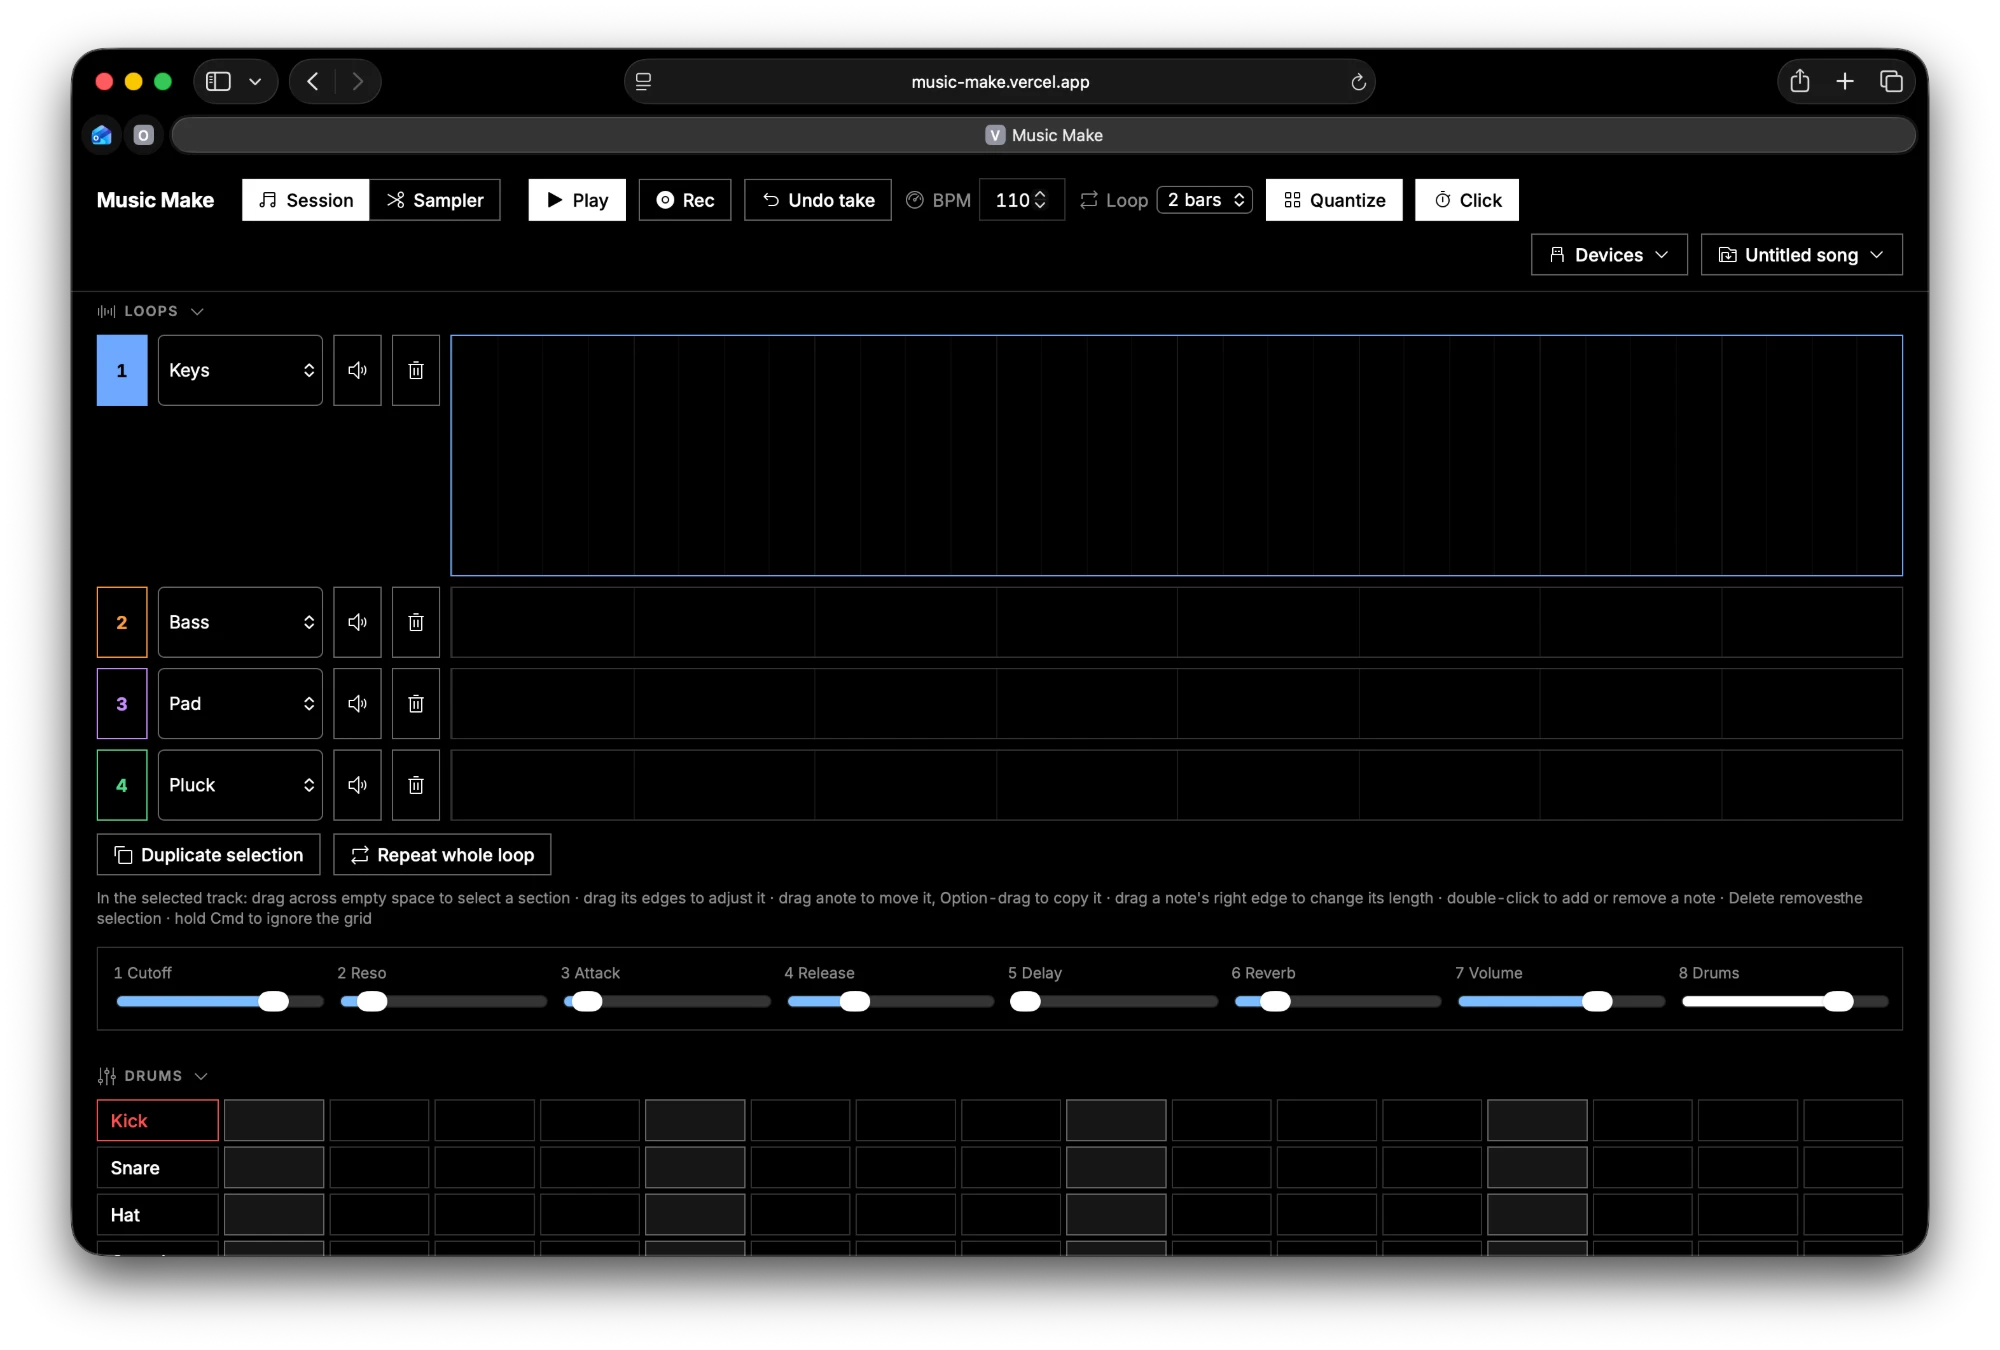 music-make.vercel.app
O
V Music Make
Music Make Session Sampler Play Rec Undo take BPM 110 Loop 2 bars Quantize Click
Devices Untitled song
LOOPS
1 Keys
2 Bass
3 Pad
4 Pluck
Duplicate selection Repeat whole loop
In the selected track: drag across empty space to select a section · drag its edges to adjust it · drag anote to move it, Option-drag to copy it · drag a note's right edge to change its length · double-click to add or remove a note · Delete removesthe
selection · hold Cmd to ignore the grid
1 Cutoff 2 Reso 3 Attack 4 Release 5 Delay 6 Reverb 7 Volume 8 Drums
DRUMS
Kick
Snare
Hat